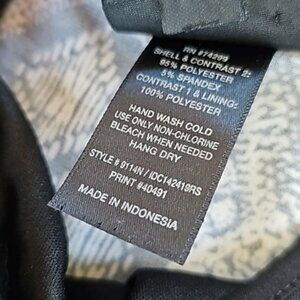 RN #74299
SHELL & CONTRAST 2:
95% POLYESTER
5% SPANDEX
CONTRAST 1 & LINING:
100% POLYESTER
HAND WASH COLD
USE ONLY NON-CHLORINE
BLEACH WHEN NEEDED
HANG DRY
STYLE # 9114N / IDC142419RS
PRINT #40491
MADE IN INDONESIA